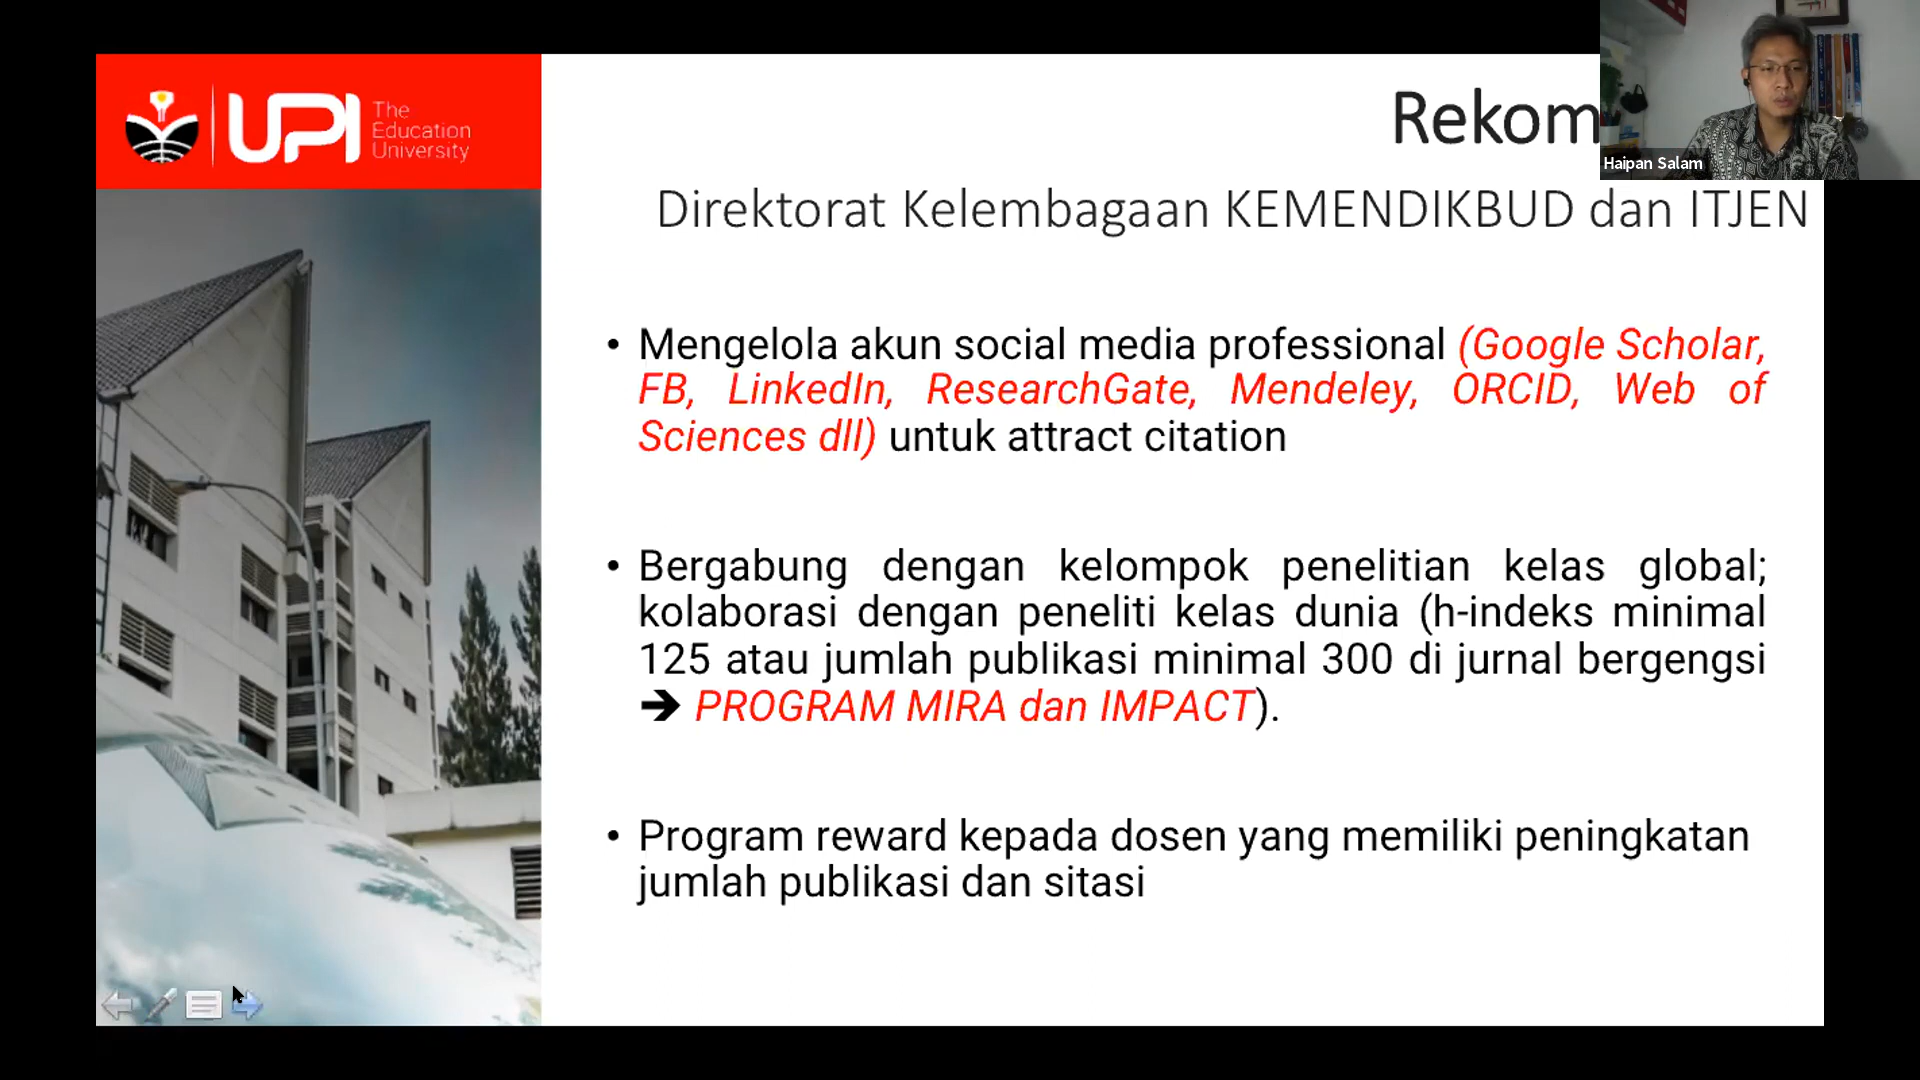 UPI
The
Education
University
Rekom
Haipan Salam
Direktorat Kelembagaan KEMENDIKBUD dan ITJEN
• Mengelola akun social media professional (Google Scholar,
FB, LinkedIn, ResearchGate, Mendeley, ORCID, Web of
Sciences dll) untuk attract citation
• Bergabung dengan kelompok penelitian kelas global;
kolaborasi dengan peneliti kelas dunia (h-indeks minimal
125 atau jumlah publikasi minimal 300 di jurnal bergengsi
➔ PROGRAM MIRA dan IMPACT).
• Program reward kepada dosen yang memiliki peningkatan
jumlah publikasi dan sitasi